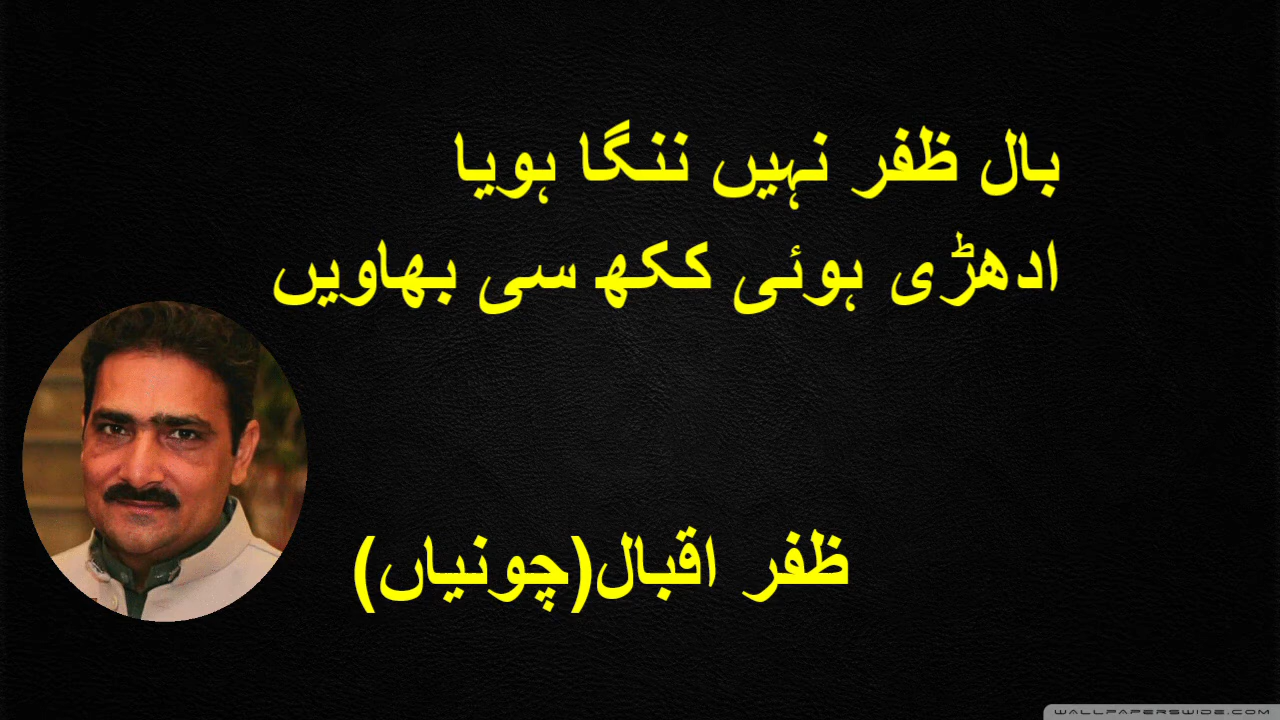 بال ظفر نہیں ننگا ہویا
ادھڑی ہوئی ککھ سی بھاویں
ظفر اقبال(چونیاں)
WALLPAPERSWIDE.COM